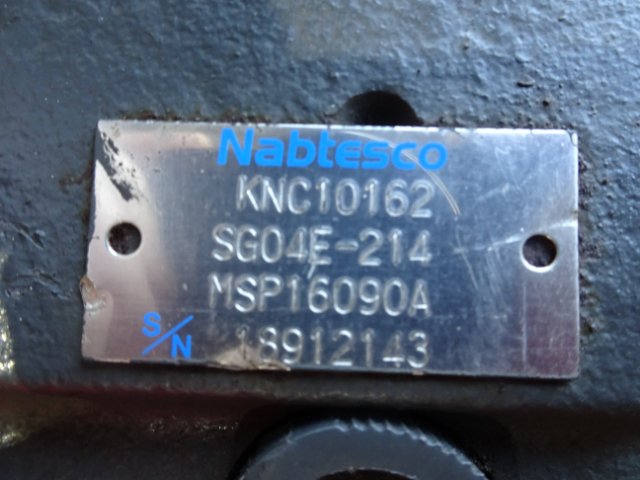 Nabtesco
KNC10162
SG04E-214
MSP16090A
S/N 18912143